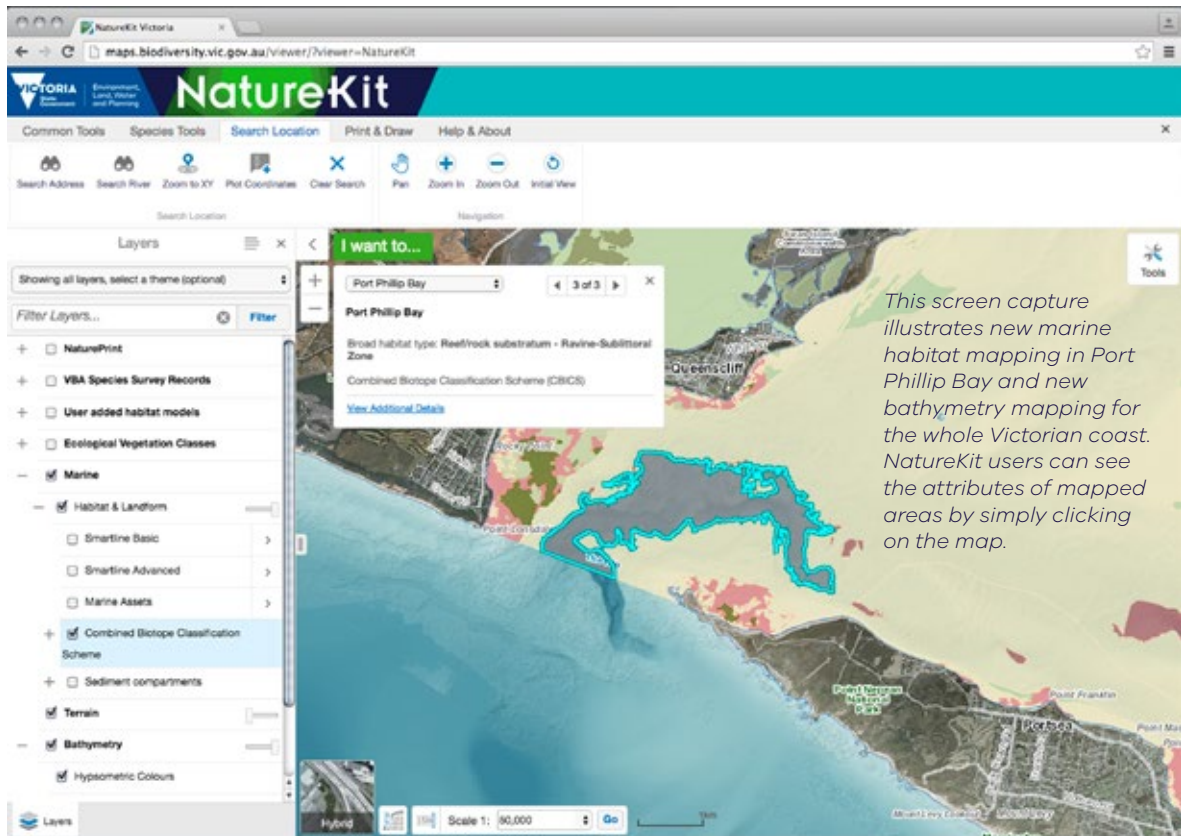 NatureKit Victoria
maps.biodiversity.vic.gov.au/viewer/?viewer=NatureKit
VICTORIA
State
Government
Environment,
Land, Water
and Planning
NatureKit
Common Tools Species Tools Search Location Print & Draw Help & About
Search Address Search River Zoom to XY Plot Coordinates Clear Search Pan Zoom In Zoom Out Initial View
Search Location Navigation
Layers
Showing all layers, select a theme (optional)
Filter Layers... Filter
NaturePrint
VBA Species Survey Records
User added habitat models
Ecological Vegetation Classes
Marine
Habitat & Landform
Smartline Basic
Smartline Advanced
Marine Assets
Combined Biotope Classification
Scheme
Sediment compartments
Terrain
Bathymetry
Hypsometric Colours
Layers
I want to...
Port Phillip Bay 3 of 3
Port Phillip Bay
Broad habitat type: Reef/rock substratum - Ravine-Sublittoral
Zone
Combined Biotope Classification Scheme (CBiCS)
View Additional Details
Tools
This screen capture
illustrates new marine
habitat mapping in Port
Phillip Bay and new
bathymetry mapping for
the whole Victorian coast.
NatureKit users can see
the attributes of mapped
areas by simply clicking
on the map.
Queenscliff
Point Lonsdale
Point Nepean
National
Park
Point Franklin
Portsea
Hybrid
Scale 1: 80,000 Go